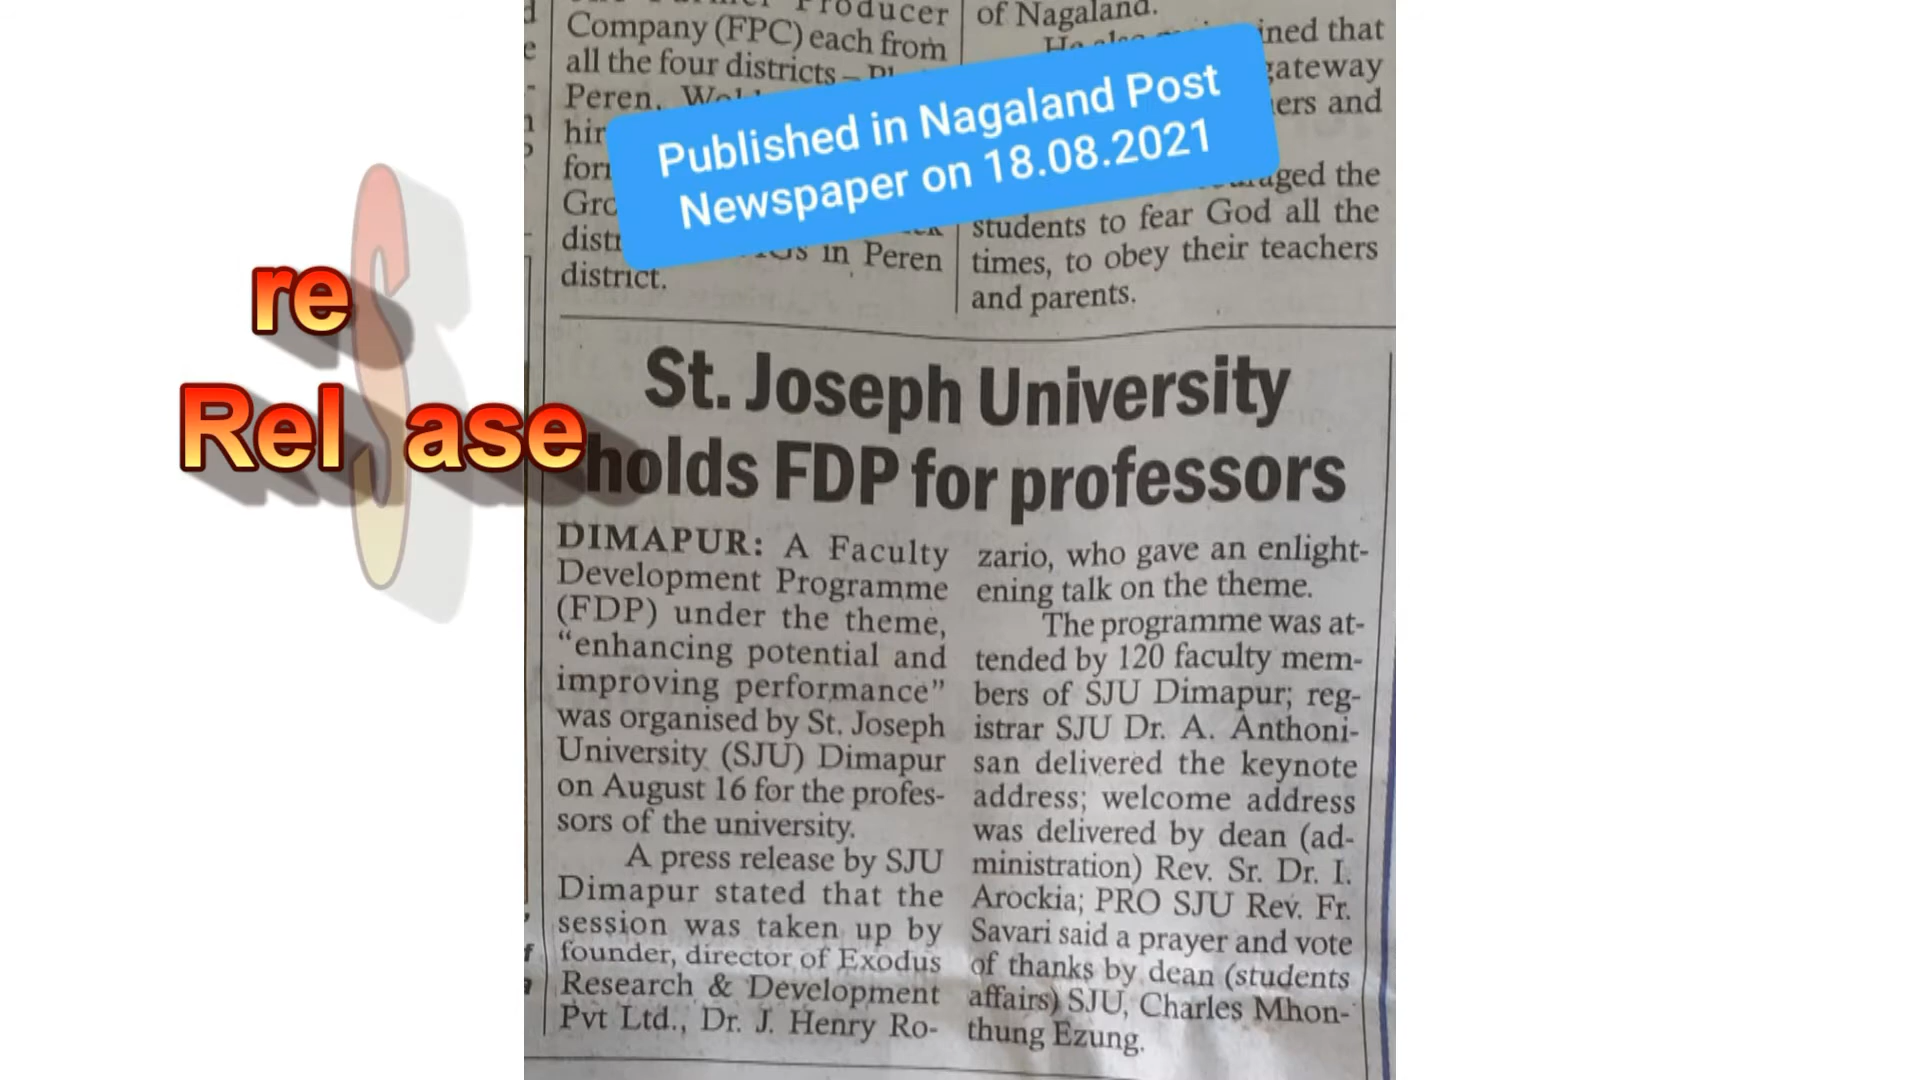 re
S
Rel ase
Company (FPC) each from
all the four districts –
Peren,
district.
in Peren
of Nagaland.
ined that
gateway
ers and
the
students to fear God all the
times, to obey their teachers
and parents.
Published in Nagaland Post
Newspaper on 18.08.2021
St. Joseph University
holds FDP for professors
DIMAPUR: A Faculty
Development Programme
(FDP) under the theme,
“enhancing potential and
improving performance”
was organised by St. Joseph
University (SJU) Dimapur
on August 16 for the profes-
sors of the university.
A press release by SJU
Dimapur stated that the
session was taken up by
founder, director of Exodus
Research & Development
Pvt Ltd., Dr. J. Henry Ro-
zario, who gave an enlight-
ening talk on the theme.
The programme was at-
tended by 120 faculty mem-
bers of SJU Dimapur; reg-
istrar SJU Dr. A. Anthoni-
san delivered the keynote
address; welcome address
was delivered by dean (ad-
ministration) Rev. Sr. Dr. I.
Arockia; PRO SJU Rev. Fr.
Savari said a prayer and vote
of thanks by dean (students
affairs) SJU, Charles Mhon-
thung Ezung.